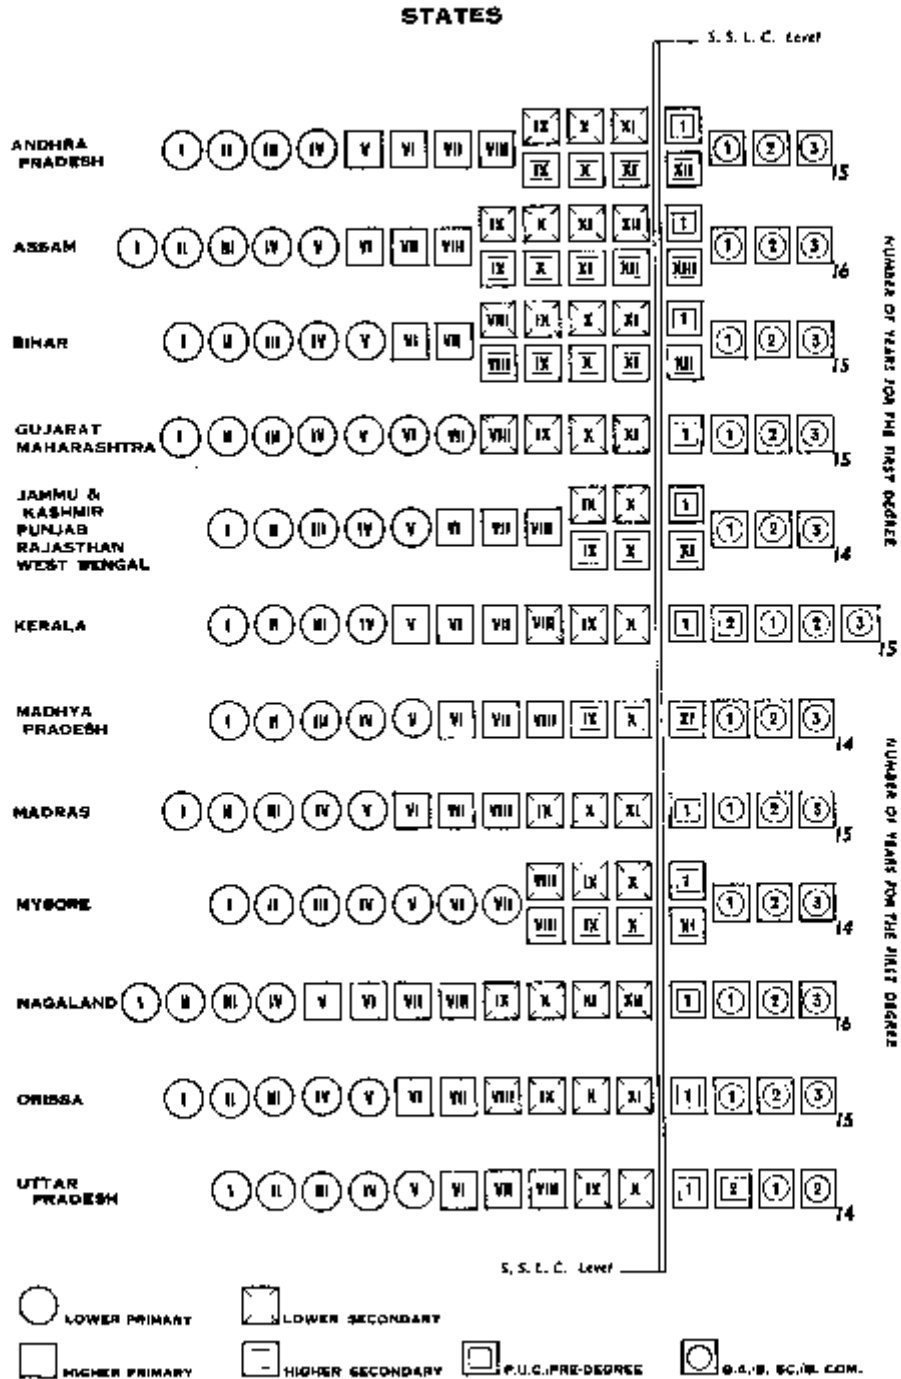 STATES
S. S. L. C. Level
ANDHRA PRADESH
I II III IV V VI VII VIII IX X XI 1 1 2 3
IX X XI XII
15
ASSAM
I II III IV V VI VII VIII IX X XI XII 1 1 2 3
IX X XI XII XIII
16
BIHAR
I II III IV V VI VII VIII IX X XI 1 1 2 3
VIII IX X XI XII
15
GUJARAT
MAHARASHTRA
I II III IV V VI VII VIII IX X XI 1 1 2 3
15
JAMMU &
KASHMIR
PUNJAB
RAJASTHAN
WEST BENGAL
I II III IV V VI VII VIII IX X 1 1 2 3
IX X XI
14
KERALA
I II III IV V VI VII VIII IX X 1 2 1 2 3
15
MADHYA
PRADESH
I II III IV V VI VII VIII IX X XI 1 2 3
14
MADRAS
I II III IV V VI VII VIII IX X XI 1 1 2 3
15
MYSORE
I II III IV V VI VII VIII IX X 1 1 2 3
VIII IX X XI
14
NAGALAND
I II III IV V VI VII VIII IX X XI XII 1 1 2 3
16
ORISSA
I II III IV V VI VII VIII IX X XI 1 1 2 3
15
UTTAR
PRADESH
I II III IV V VI VII VIII IX X 1 2 1 2
14
NUMBER OF YEARS FOR THE FIRST DEGREE
NUMBER OF YEARS FOR THE FIRST DEGREE
S. S. L. C. Level
LOWER PRIMARY
LOWER SECONDARY
HIGHER PRIMARY
HIGHER SECONDARY
P.U.C./PRE-DEGREE
B.A./B. SC./B. COM.